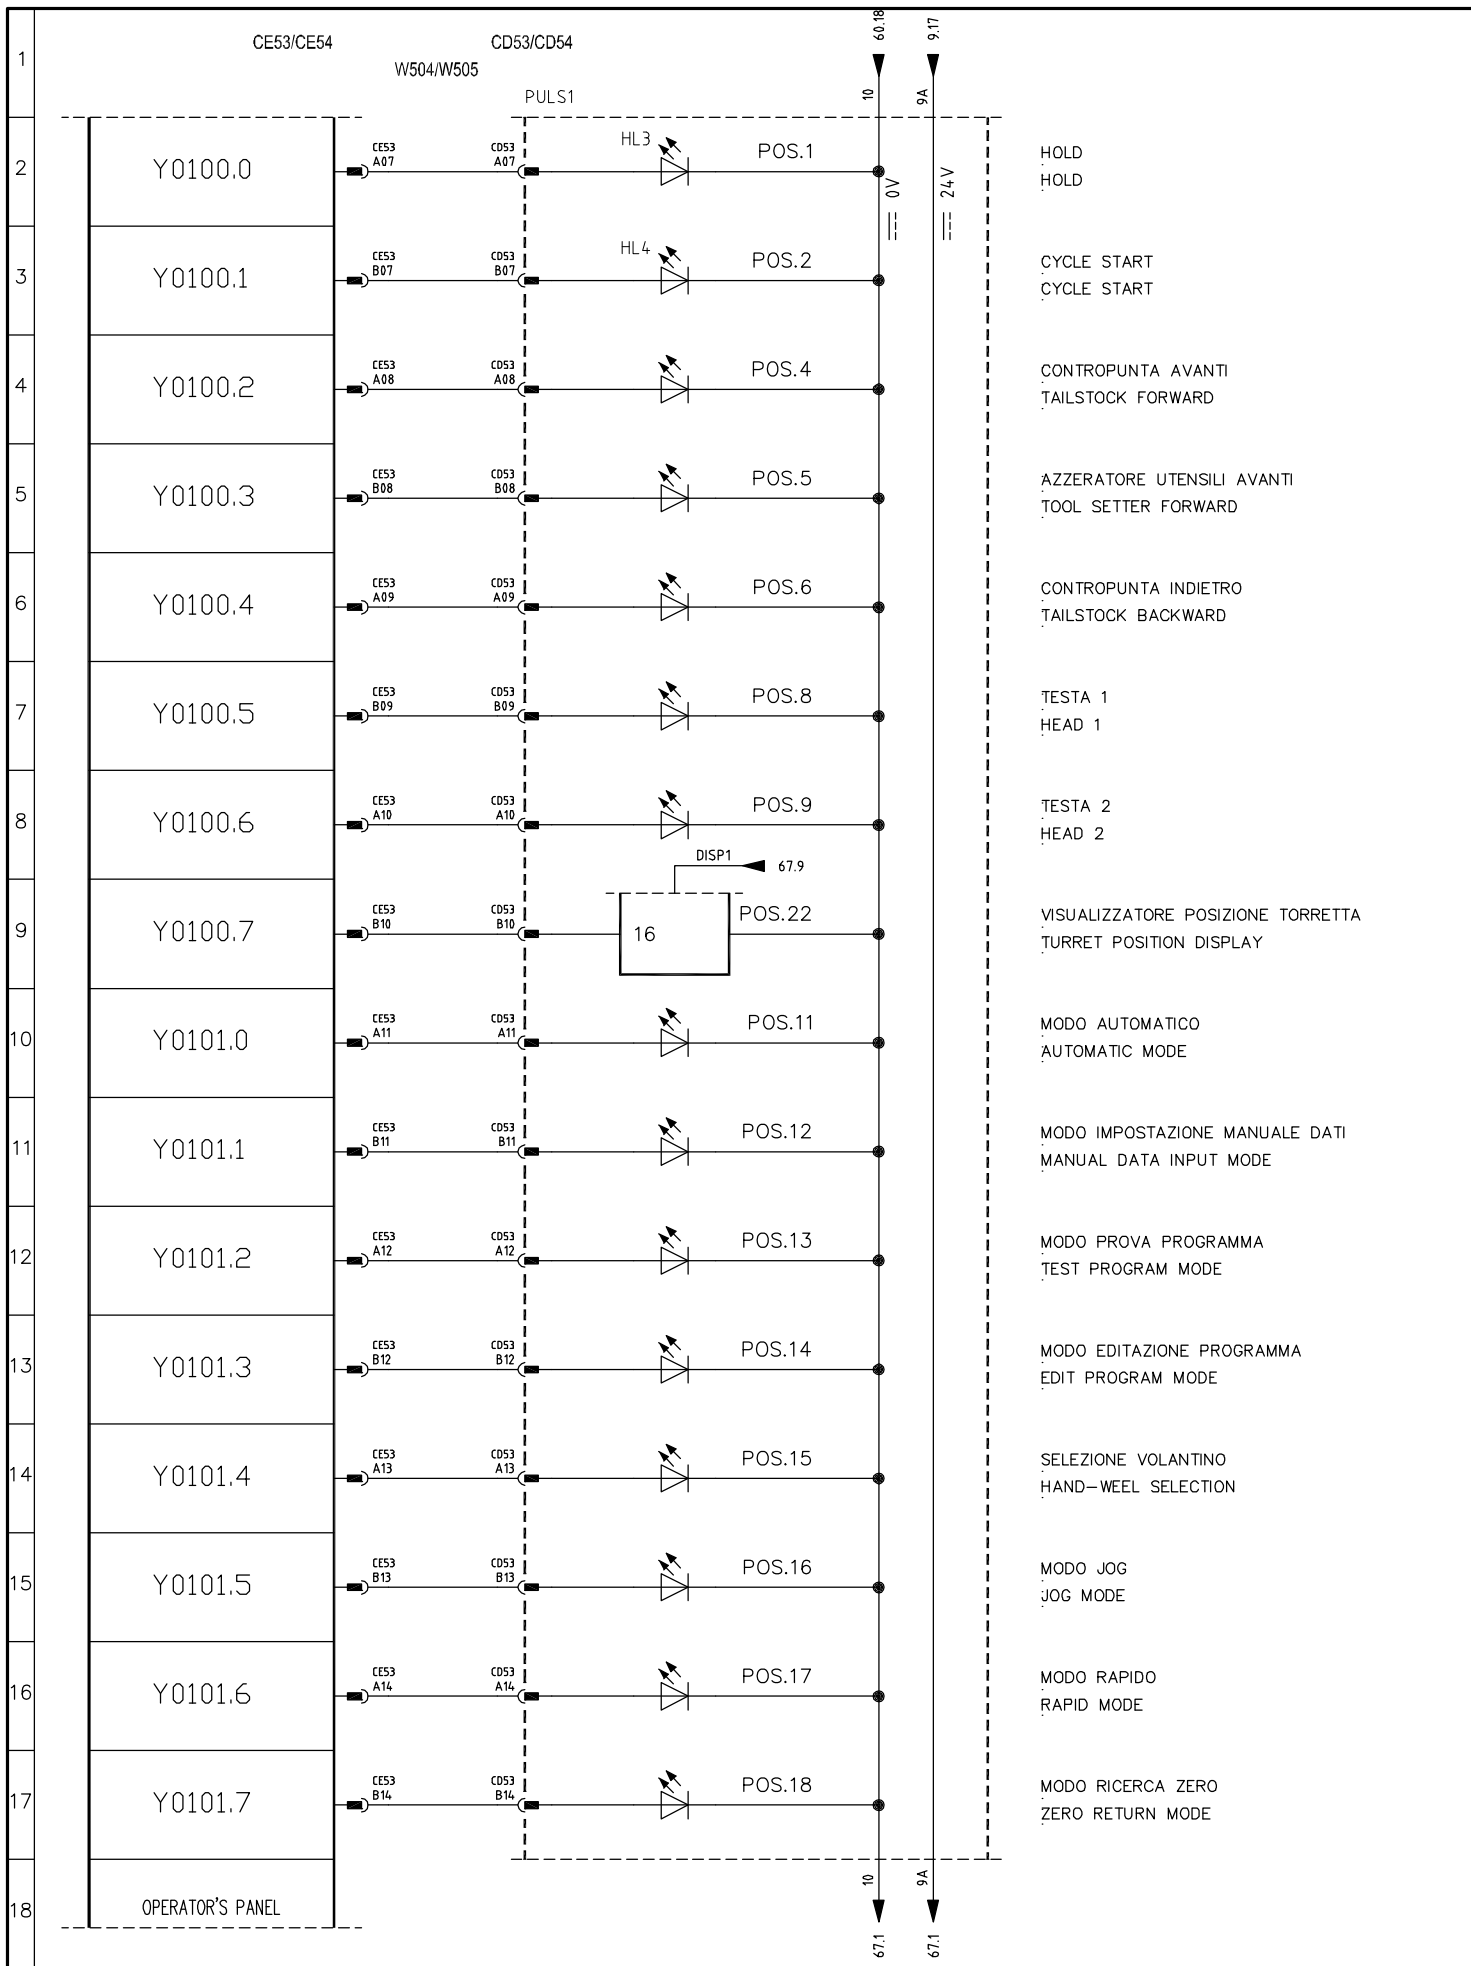 1
CE53/CE54
CD53/CD54
W504/W505
PULS1
60.18
9.17
10
9A
2
Y0100.0
CE53
A07
CD53
A07
HL3
POS.1
0V
24V
HOLD
HOLD
3
Y0100.1
CE53
B07
CD53
B07
HL4
POS.2
CYCLE START
CYCLE START
4
Y0100.2
CE53
A08
CD53
A08
POS.4
CONTROPUNTA AVANTI
TAILSTOCK FORWARD
5
Y0100.3
CE53
B08
CD53
B08
POS.5
AZZERATORE UTENSILI AVANTI
TOOL SETTER FORWARD
6
Y0100.4
CE53
A09
CD53
A09
POS.6
CONTROPUNTA INDIETRO
TAILSTOCK BACKWARD
7
Y0100.5
CE53
B09
CD53
B09
POS.8
TESTA 1
HEAD 1
8
Y0100.6
CE53
A10
CD53
A10
POS.9
TESTA 2
HEAD 2
DISP1
67.9
9
Y0100.7
CE53
B10
CD53
B10
16
POS.22
VISUALIZZATORE POSIZIONE TORRETTA
TURRET POSITION DISPLAY
10
Y0101.0
CE53
A11
CD53
A11
POS.11
MODO AUTOMATICO
AUTOMATIC MODE
11
Y0101.1
CE53
B11
CD53
B11
POS.12
MODO IMPOSTAZIONE MANUALE DATI
MANUAL DATA INPUT MODE
12
Y0101.2
CE53
A12
CD53
A12
POS.13
MODO PROVA PROGRAMMA
TEST PROGRAM MODE
13
Y0101.3
CE53
B12
CD53
B12
POS.14
MODO EDITAZIONE PROGRAMMA
EDIT PROGRAM MODE
14
Y0101.4
CE53
A13
CD53
A13
POS.15
SELEZIONE VOLANTINO
HAND-WEEL SELECTION
15
Y0101.5
CE53
B13
CD53
B13
POS.16
MODO JOG
JOG MODE
16
Y0101.6
CE53
A14
CD53
A14
POS.17
MODO RAPIDO
RAPID MODE
17
Y0101.7
CE53
B14
CD53
B14
POS.18
MODO RICERCA ZERO
ZERO RETURN MODE
18
OPERATOR'S PANEL
10
9A
67.1
67.1